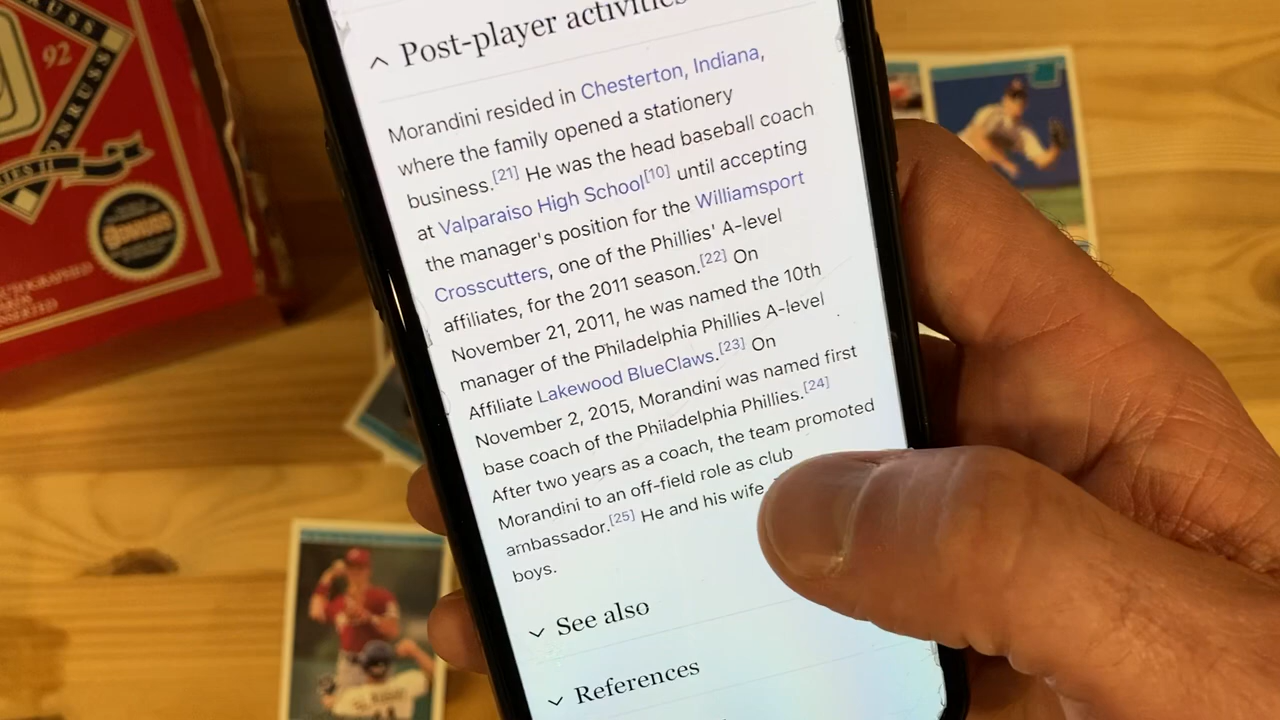 Post-player activities
Morandini resided in Chesterton, Indiana,
where the family opened a stationery
business.[21] He was the head baseball coach
at Valparaiso High School[10] until accepting
the manager's position for the Williamsport
Crosscutters, one of the Phillies' A-level
affiliates, for the 2011 season.[22] On
November 21, 2011, he was named the 10th
manager of the Philadelphia Phillies A-level
Affiliate Lakewood BlueClaws.[23] On
November 2, 2015, Morandini was named first
base coach of the Philadelphia Phillies.[24]
After two years as a coach, the team promoted
Morandini to an off-field role as club
ambassador.[25] He and his wife
boys.
See also
References
92